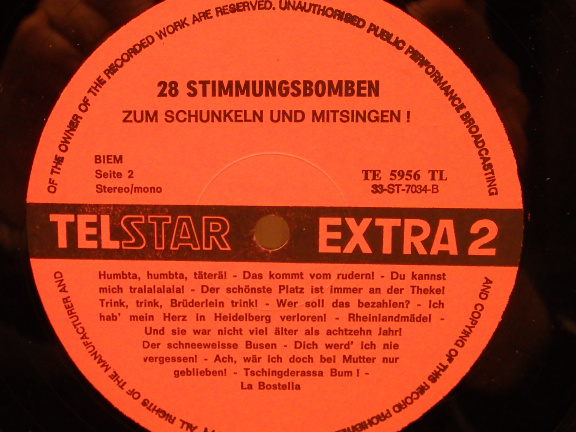 OF THE OWNER OF THE RECORDED WORK ARE RESERVED. UNAUTHORISED PUBLIC PERFORMANCE BROADCASTING
28 STIMMUNGSBOMBEN
ZUM SCHUNKELN UND MITSINGEN !
BIEM
Seite 2
Stereo/mono
TE 5956 TL
33-ST-7034-B
TELSTAR EXTRA 2
Humbta, humbta, täterä! - Das kommt vom rudern! - Du kannst
mich tralalalala! - Der schönste Platz ist immer an der Theke!
Trink, trink, Brüderlein trink! - Wer soll das bezahlen? - Ich
hab' mein Herz in Heidelberg verloren! - Rheinlandmädel -
Und sie war nicht viel älter als achtzehn Jahr!
Der schneeweisse Busen - Dich werd' ich nie
vergessen! - Ach, wär ich doch bei Mutter nur
geblieben! - Tschingderassa Bum ! -
La Bostella
AND COPYING OF THIS RECORD PROHIBITED
ALL RIGHTS OF THE MANUFACTURER AND